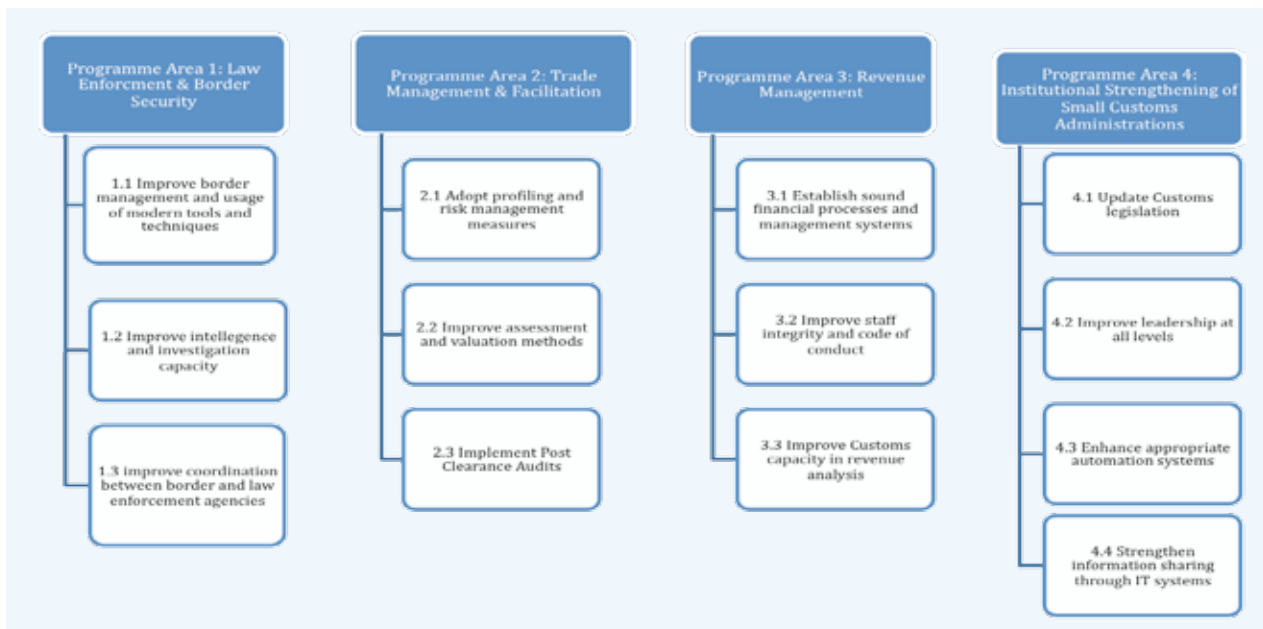 Programme Area 1: Law
Enforcment & Border
Security
1.1 Improve border
management and usage
of modern tools and
techniques
1.2 Improve intellegence
and investigation
capacity
1.3 improve coordination
between border and law
enforcement agencies
Programme Area 2: Trade
Management & Facilitation
2.1 Adopt profiling and
risk management
measures
2.2 Improve assessment
and valuation methods
2.3 Implement Post
Clearance Audits
Programme Area 3: Revenue
Management
3.1 Establish sound
financial processes and
management systems
3.2 Improve staff
integrity and code of
conduct
3.3 Improve Customs
capacity in revenue
analysis
Programme Area 4:
Institutional Strengthening of
Small Customs
Administrations
4.1 Update Customs
legislation
4.2 Improve leadership at
all levels
4.3 Enhance appropriate
automation systems
4.4 Strengthen
information sharing
through IT systems